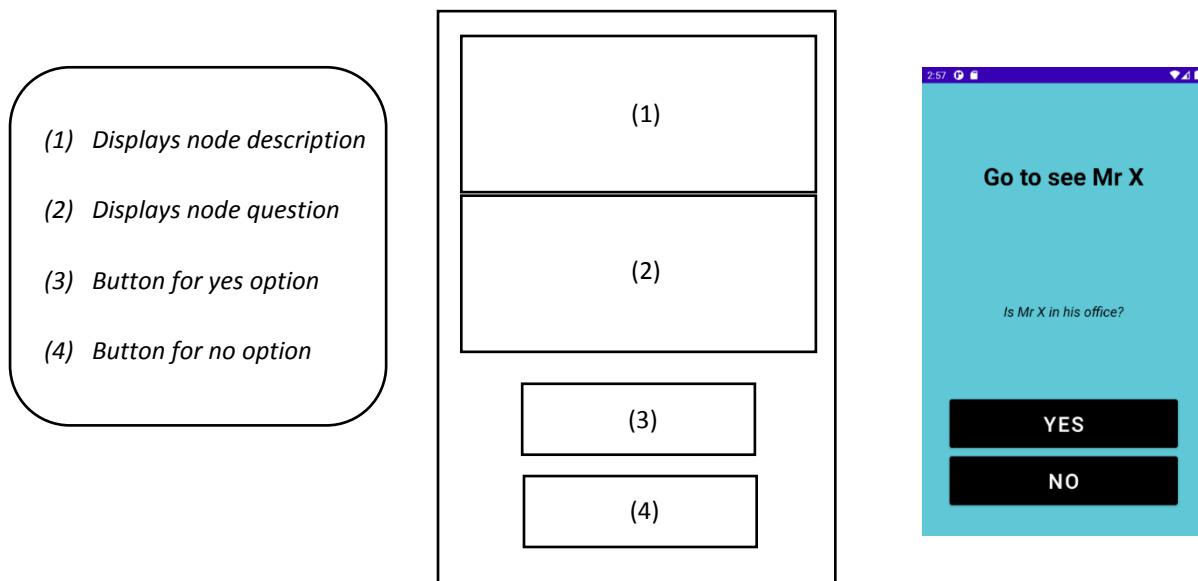 (1) Displays node description
(2) Displays node question
(3) Button for yes option
(4) Button for no option
(1)
(2)
(3)
(4)
2:57
Go to see Mr X
Is Mr X in his office?
YES
NO